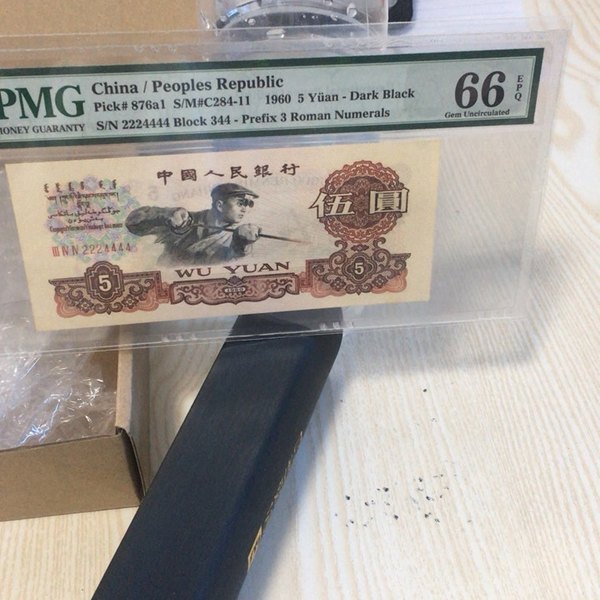 PMG
MONEY GUARANTY
China / Peoples Republic
Pick# 876a1 S/M#C284-11 1960 5 Yüan - Dark Black
S/N 2224444 Block 344 - Prefix 3 Roman Numerals
66 EPQ
Gem Uncirculated
中國人民銀行
伍圓
ⅢⅣⅣ 2224444
WU YUAN
5
1960
5